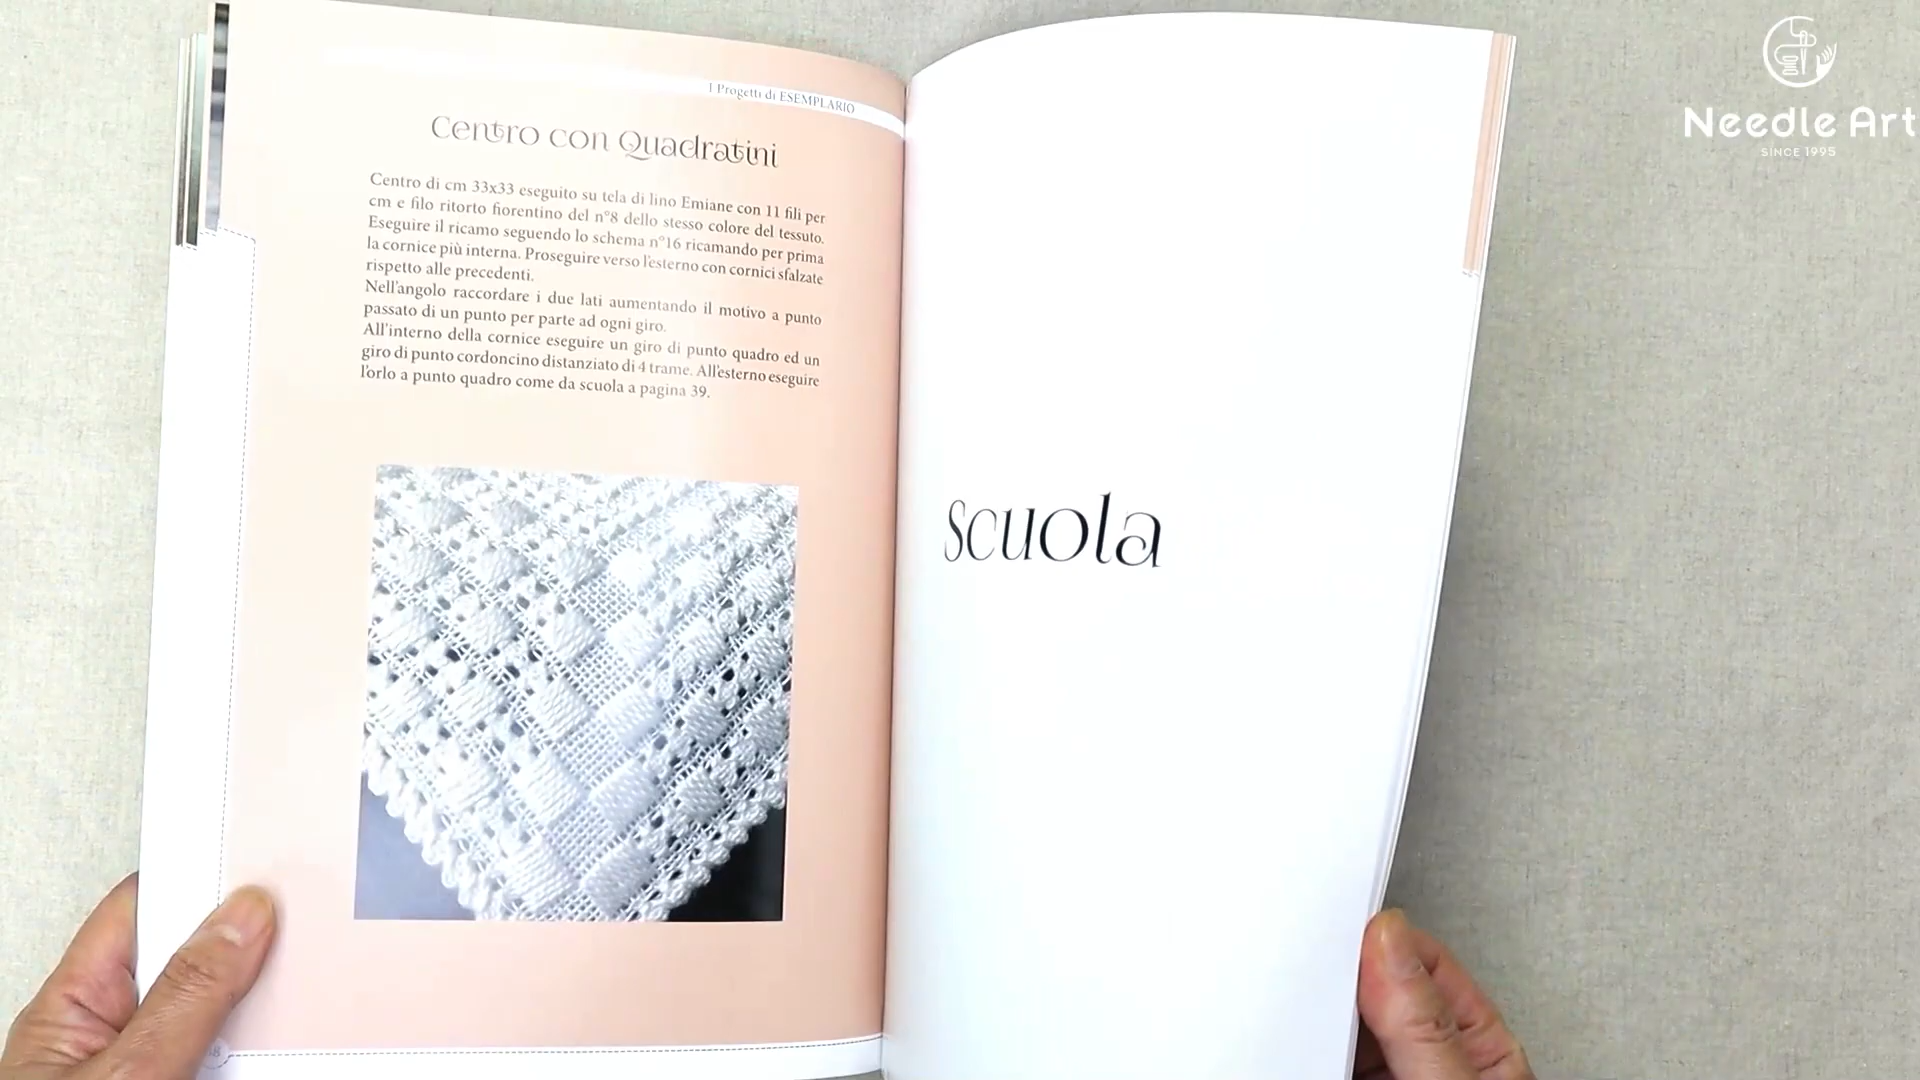 I Progetti di ESEMPLARIO
Centro con Quadratini
Centro di cm 33x33 eseguito su tela di lino Emiane con 11 fili per
cm e filo ritorto fiorentino del n°8 dello stesso colore del tessuto.
Eseguire il ricamo seguendo lo schema n°16 ricamando per prima
la cornice più interna. Proseguire verso l'esterno con cornici sfalzate
rispetto alle precedenti.
Nell'angolo raccordare i due lati aumentando il motivo a punto
passato di un punto per parte ad ogni giro.
All'interno della cornice eseguire un giro di punto quadro ed un
giro di punto cordoncino distanziato di 4 trame. All'esterno eseguire
l'orlo a punto quadro come da scuola a pagina 39.
Scuola
Needle Art
SINCE 1995